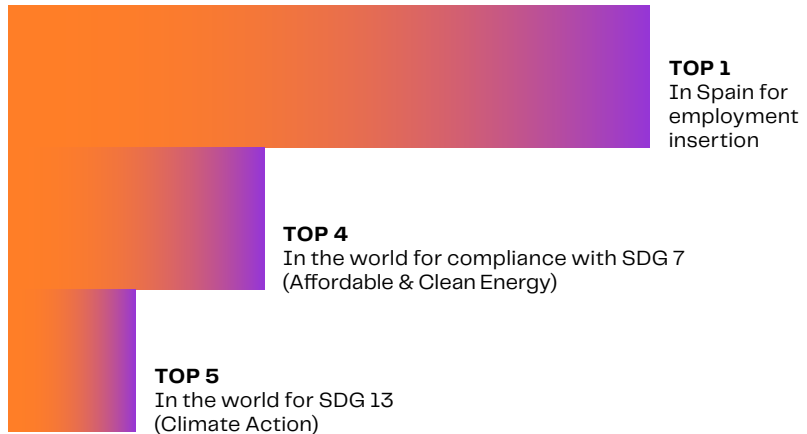 TOP 1
In Spain for
employment
insertion
TOP 4
In the world for compliance with SDG 7
(Affordable & Clean Energy)
TOP 5
In the world for SDG 13
(Climate Action)